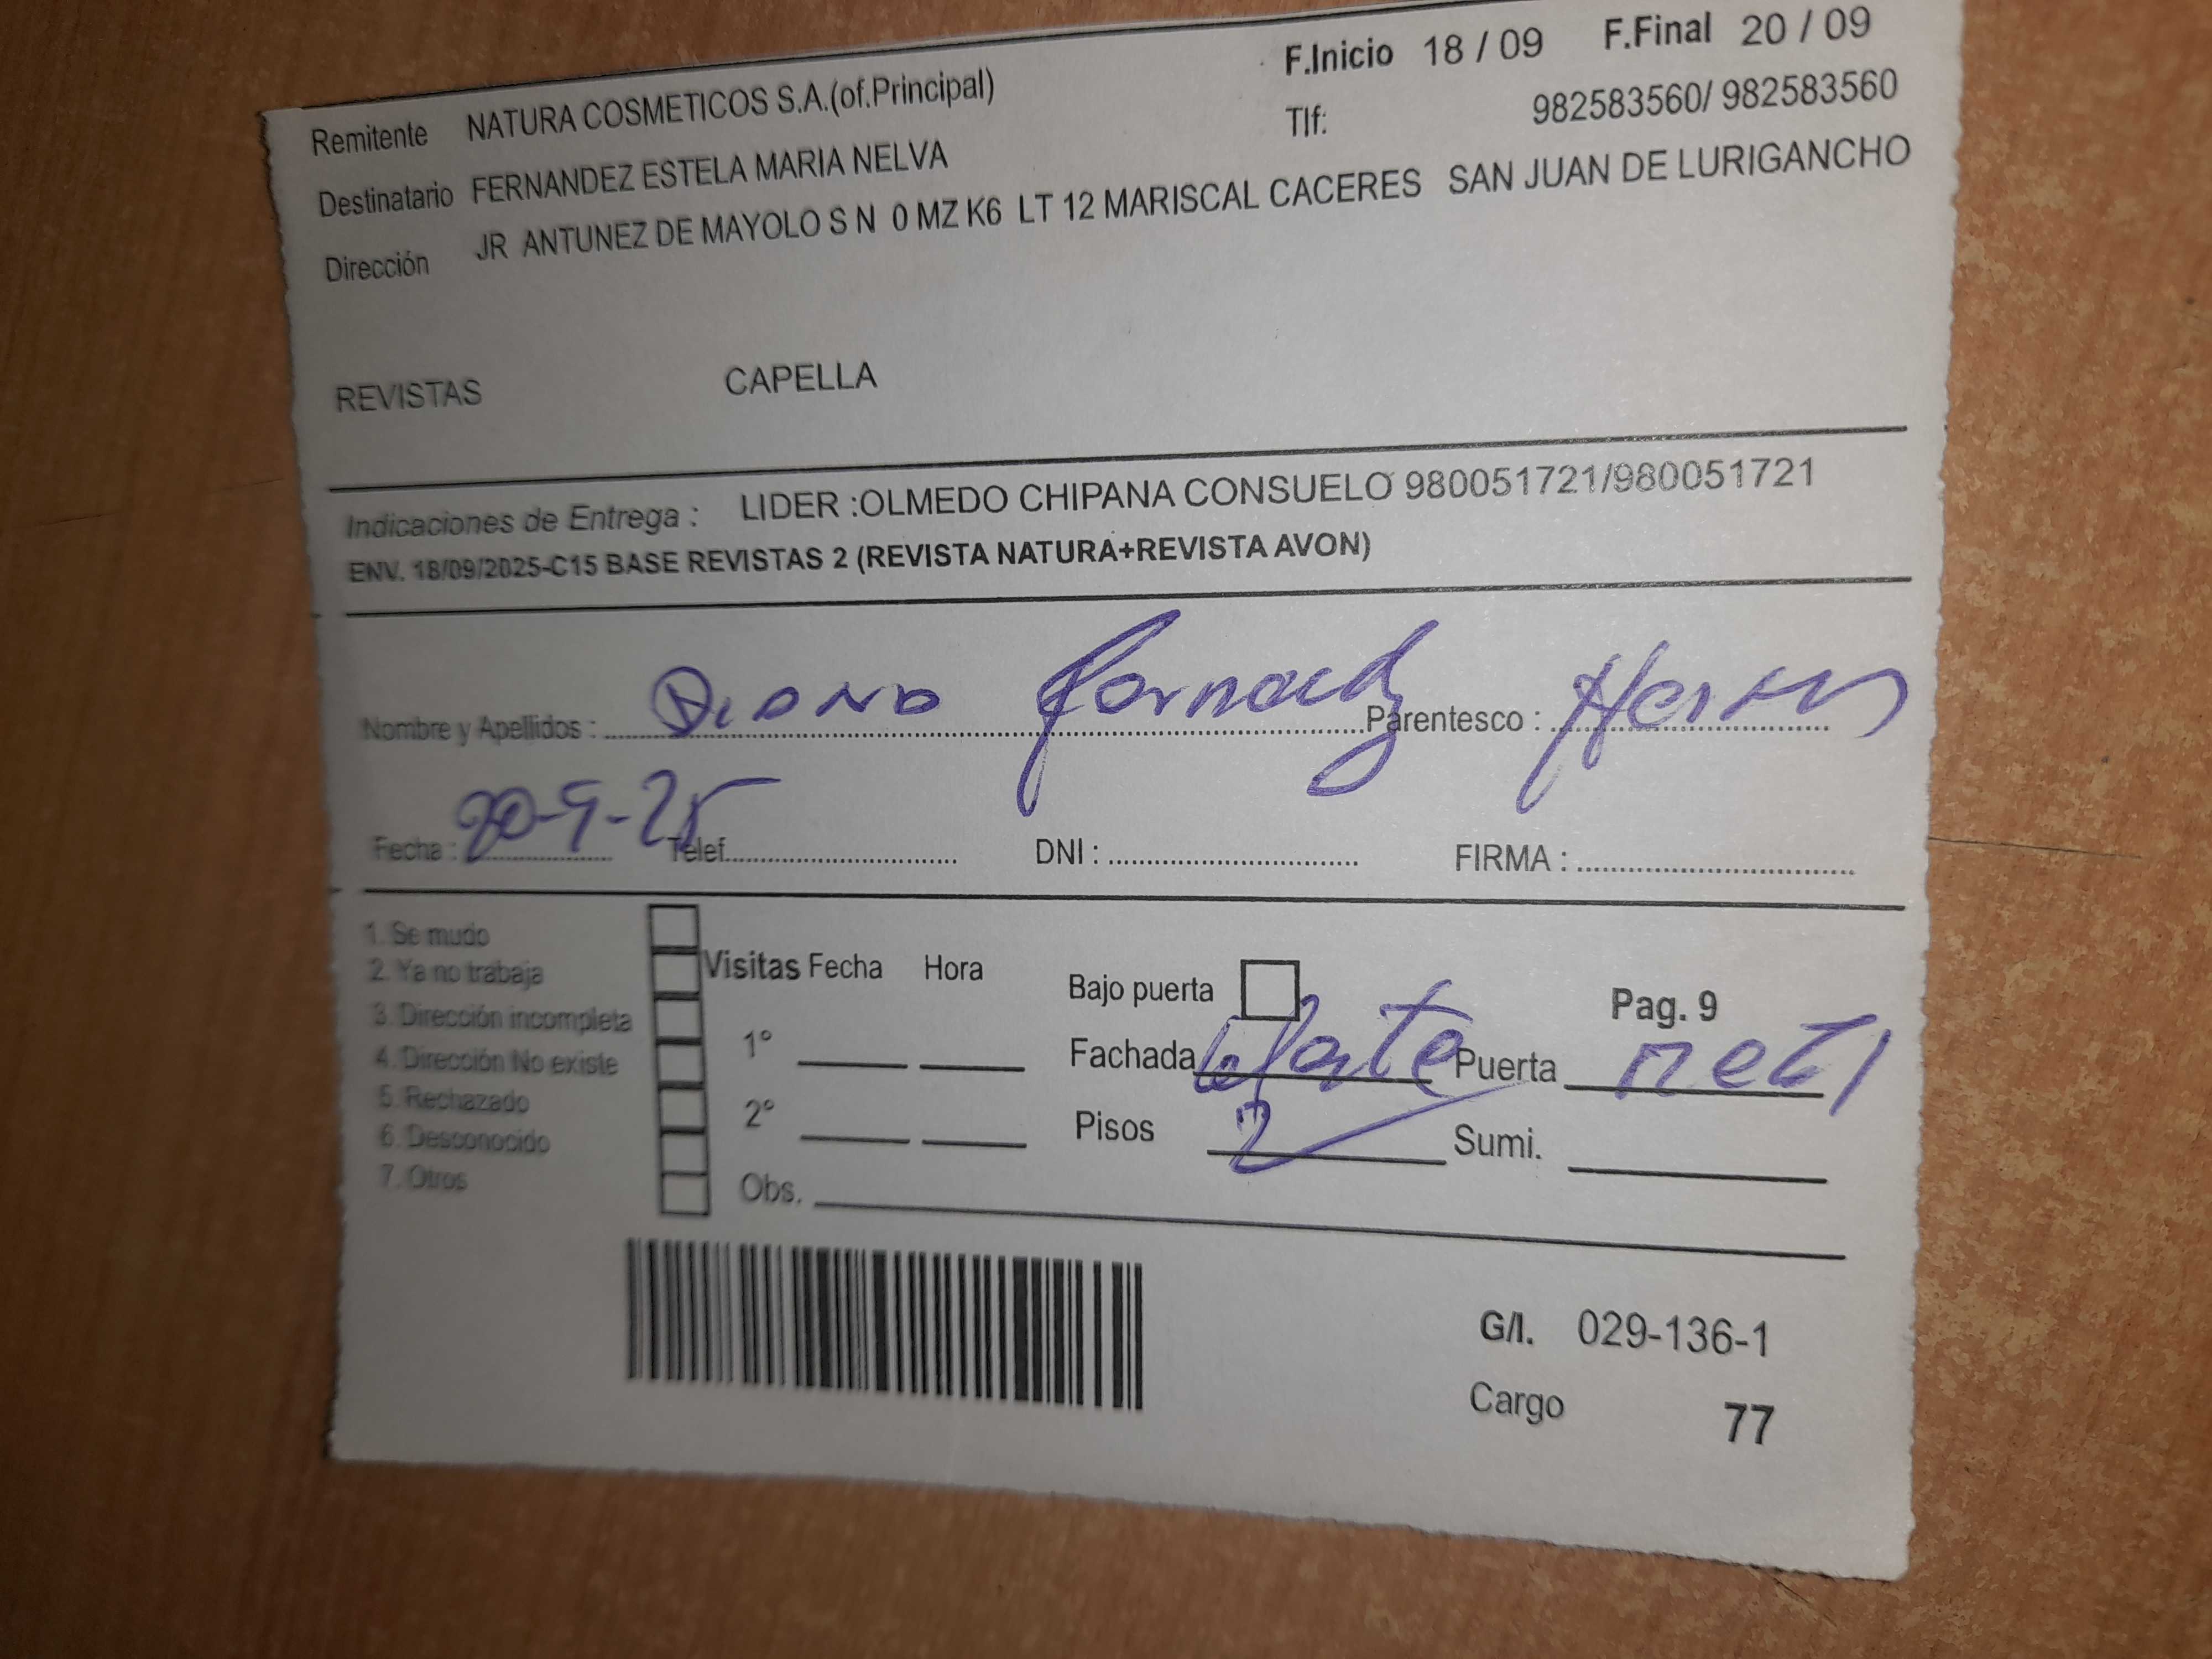 F.Inicio 18 / 09 F.Final 20 / 09
Remitente NATURA COSMETICOS S.A.(of.Principal) Tlf: 982583560/ 982583560
Destinatario FERNANDEZ ESTELA MARIA NELVA
Dirección JR ANTUNEZ DE MAYOLO S N 0 MZ K6 LT 12 MARISCAL CACERES SAN JUAN DE LURIGANCHO
REVISTAS CAPELLA
Indicaciones de Entrega : LIDER :OLMEDO CHIPANA CONSUELO 980051721/980051721
ENV. 18/09/2025-C15 BASE REVISTAS 2 (REVISTA NATURA+REVISTA AVON)
Nombre y Apellidos : Diana Parentesco :
Fecha : 20-9-25 Telef. DNI : FIRMA :
1. Se mudo
2. Ya no trabaja
3. Dirección incompleta
4. Dirección No existe
5. Rechazado
6. Desconocido
7. Otros
Visitas Fecha Hora
1°
2°
Obs.
Bajo puerta Pag. 9
Fachada Puerta
Pisos 2 Sumi.
G/I. 029-136-1
Cargo 77